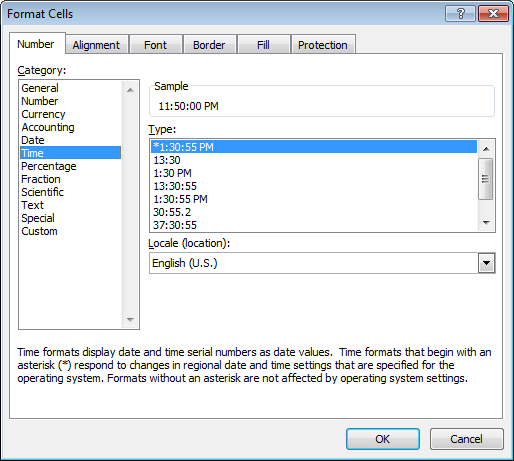 Format Cells
Number Alignment Font Border Fill Protection
Category:
General
Number
Currency
Accounting
Date
Time
Percentage
Fraction
Scientific
Text
Special
Custom
Sample
11:50:00 PM
Type:
*1:30:55 PM
13:30
1:30 PM
13:30:55
1:30:55 PM
30:55.2
37:30:55
Locale (location):
English (U.S.)
Time formats display date and time serial numbers as date values.  Time formats that begin with an
asterisk (*) respond to changes in regional date and time settings that are specified for the
operating system. Formats without an asterisk are not affected by operating system settings.
OK Cancel